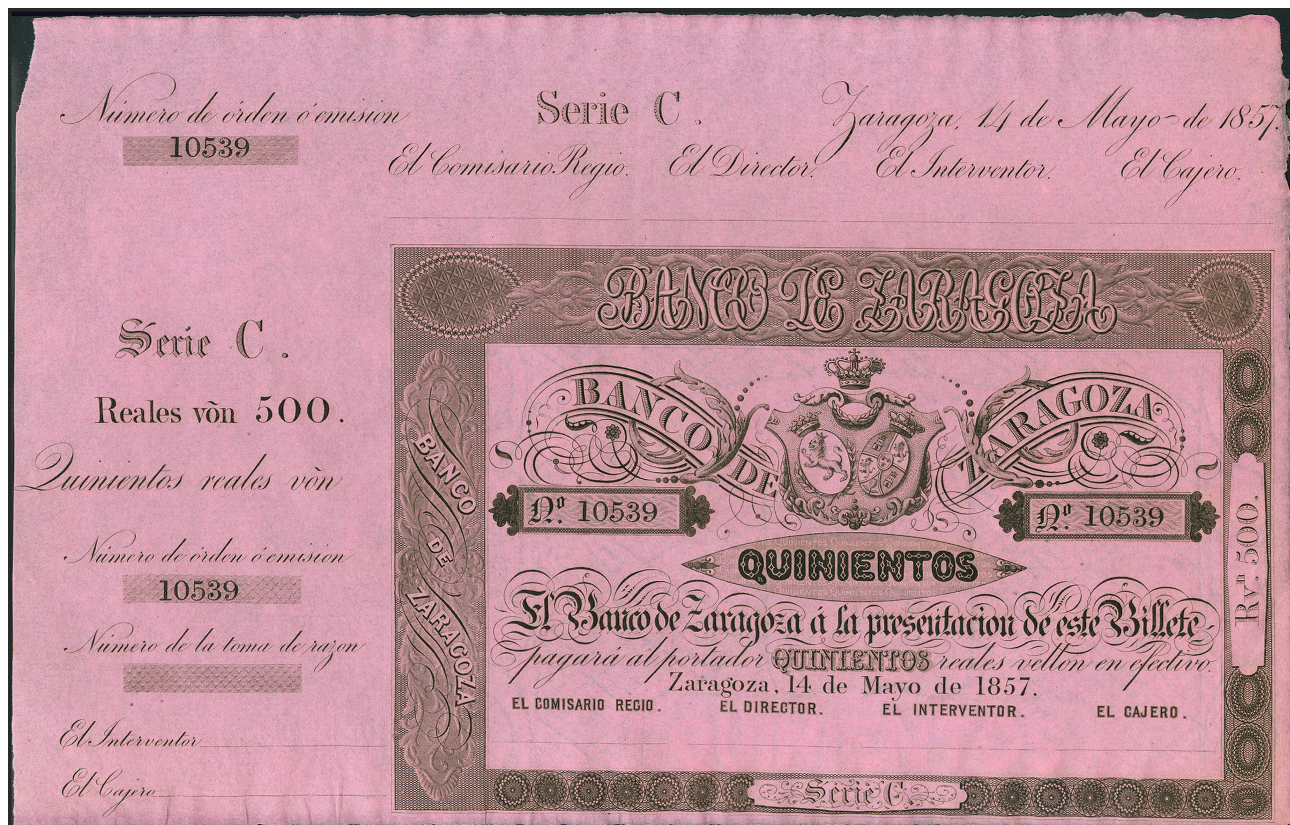 Número de órden ó emision
10539
Serie C.
Zaragoza, 14 de Mayo de 1857.
El Comisario Regio. El Director. El Interventor. El Cajero.
Serie C.
Reales vōn 500.
Quinientos reales vōn
Número de órden ó emision
10539
Número de la toma de razon
El Interventor
El Cajero
BANCO DE ZARAGOZA
BANCO DE ZARAGOZA
BANCO DE ZARAGOZA
Nº 10539
Nº 10539
QUINIENTOS
El Banco de Zaragoza á la presentacion de este Billete
pagará al portador QUINIENTOS reales vellon en efectivo.
Zaragoza, 14 de Mayo de 1857.
EL COMISARIO REGIO. EL DIRECTOR. EL INTERVENTOR. EL CAJERO.
Rvⁿ 500.
Serie C.